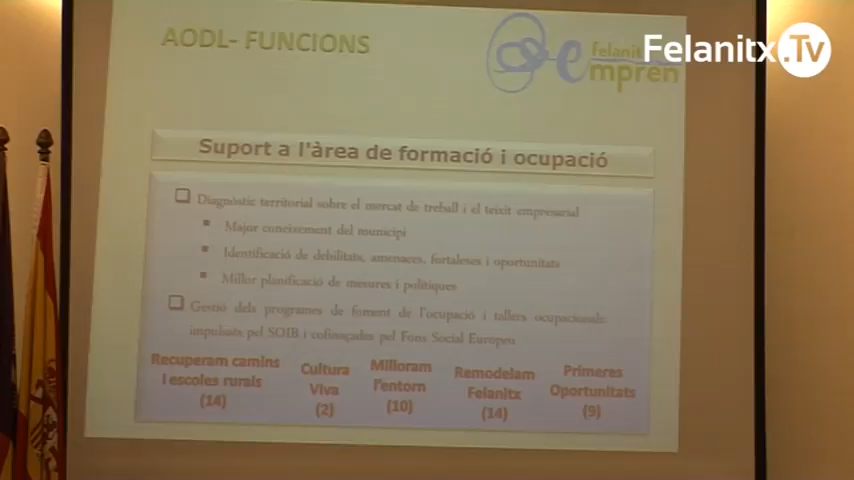 AODL- FUNCIONS
felanitx
empren
Felanitx.Tv
Suport a l'àrea de formació i ocupació
Diagnòstic territorial sobre el mercat de treball i el teixit empresarial
Major coneixement del municipi
Identificació de debilitats, amenaces, fortaleses i oportunitats
Millor planificació de mesures i polítiques
Gestió dels programes de foment de l'ocupació i tallers ocupacionals
impulsats pel SOIB i cofinançades pel Fons Social Europeu
Recuperam camins
I escoles rurals
(14)
Cultura
Viva
(2)
Milloram
l'entorn
(10)
Remodelam
Felanitx
(14)
Primeres
Oportunitats
(9)